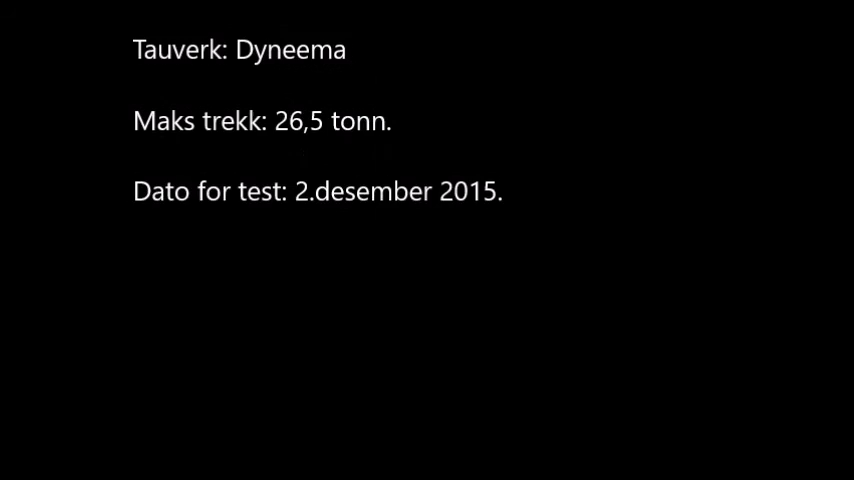 Tauverk: Dyneema
Maks trekk: 26,5 tonn.
Dato for test: 2.desember 2015.